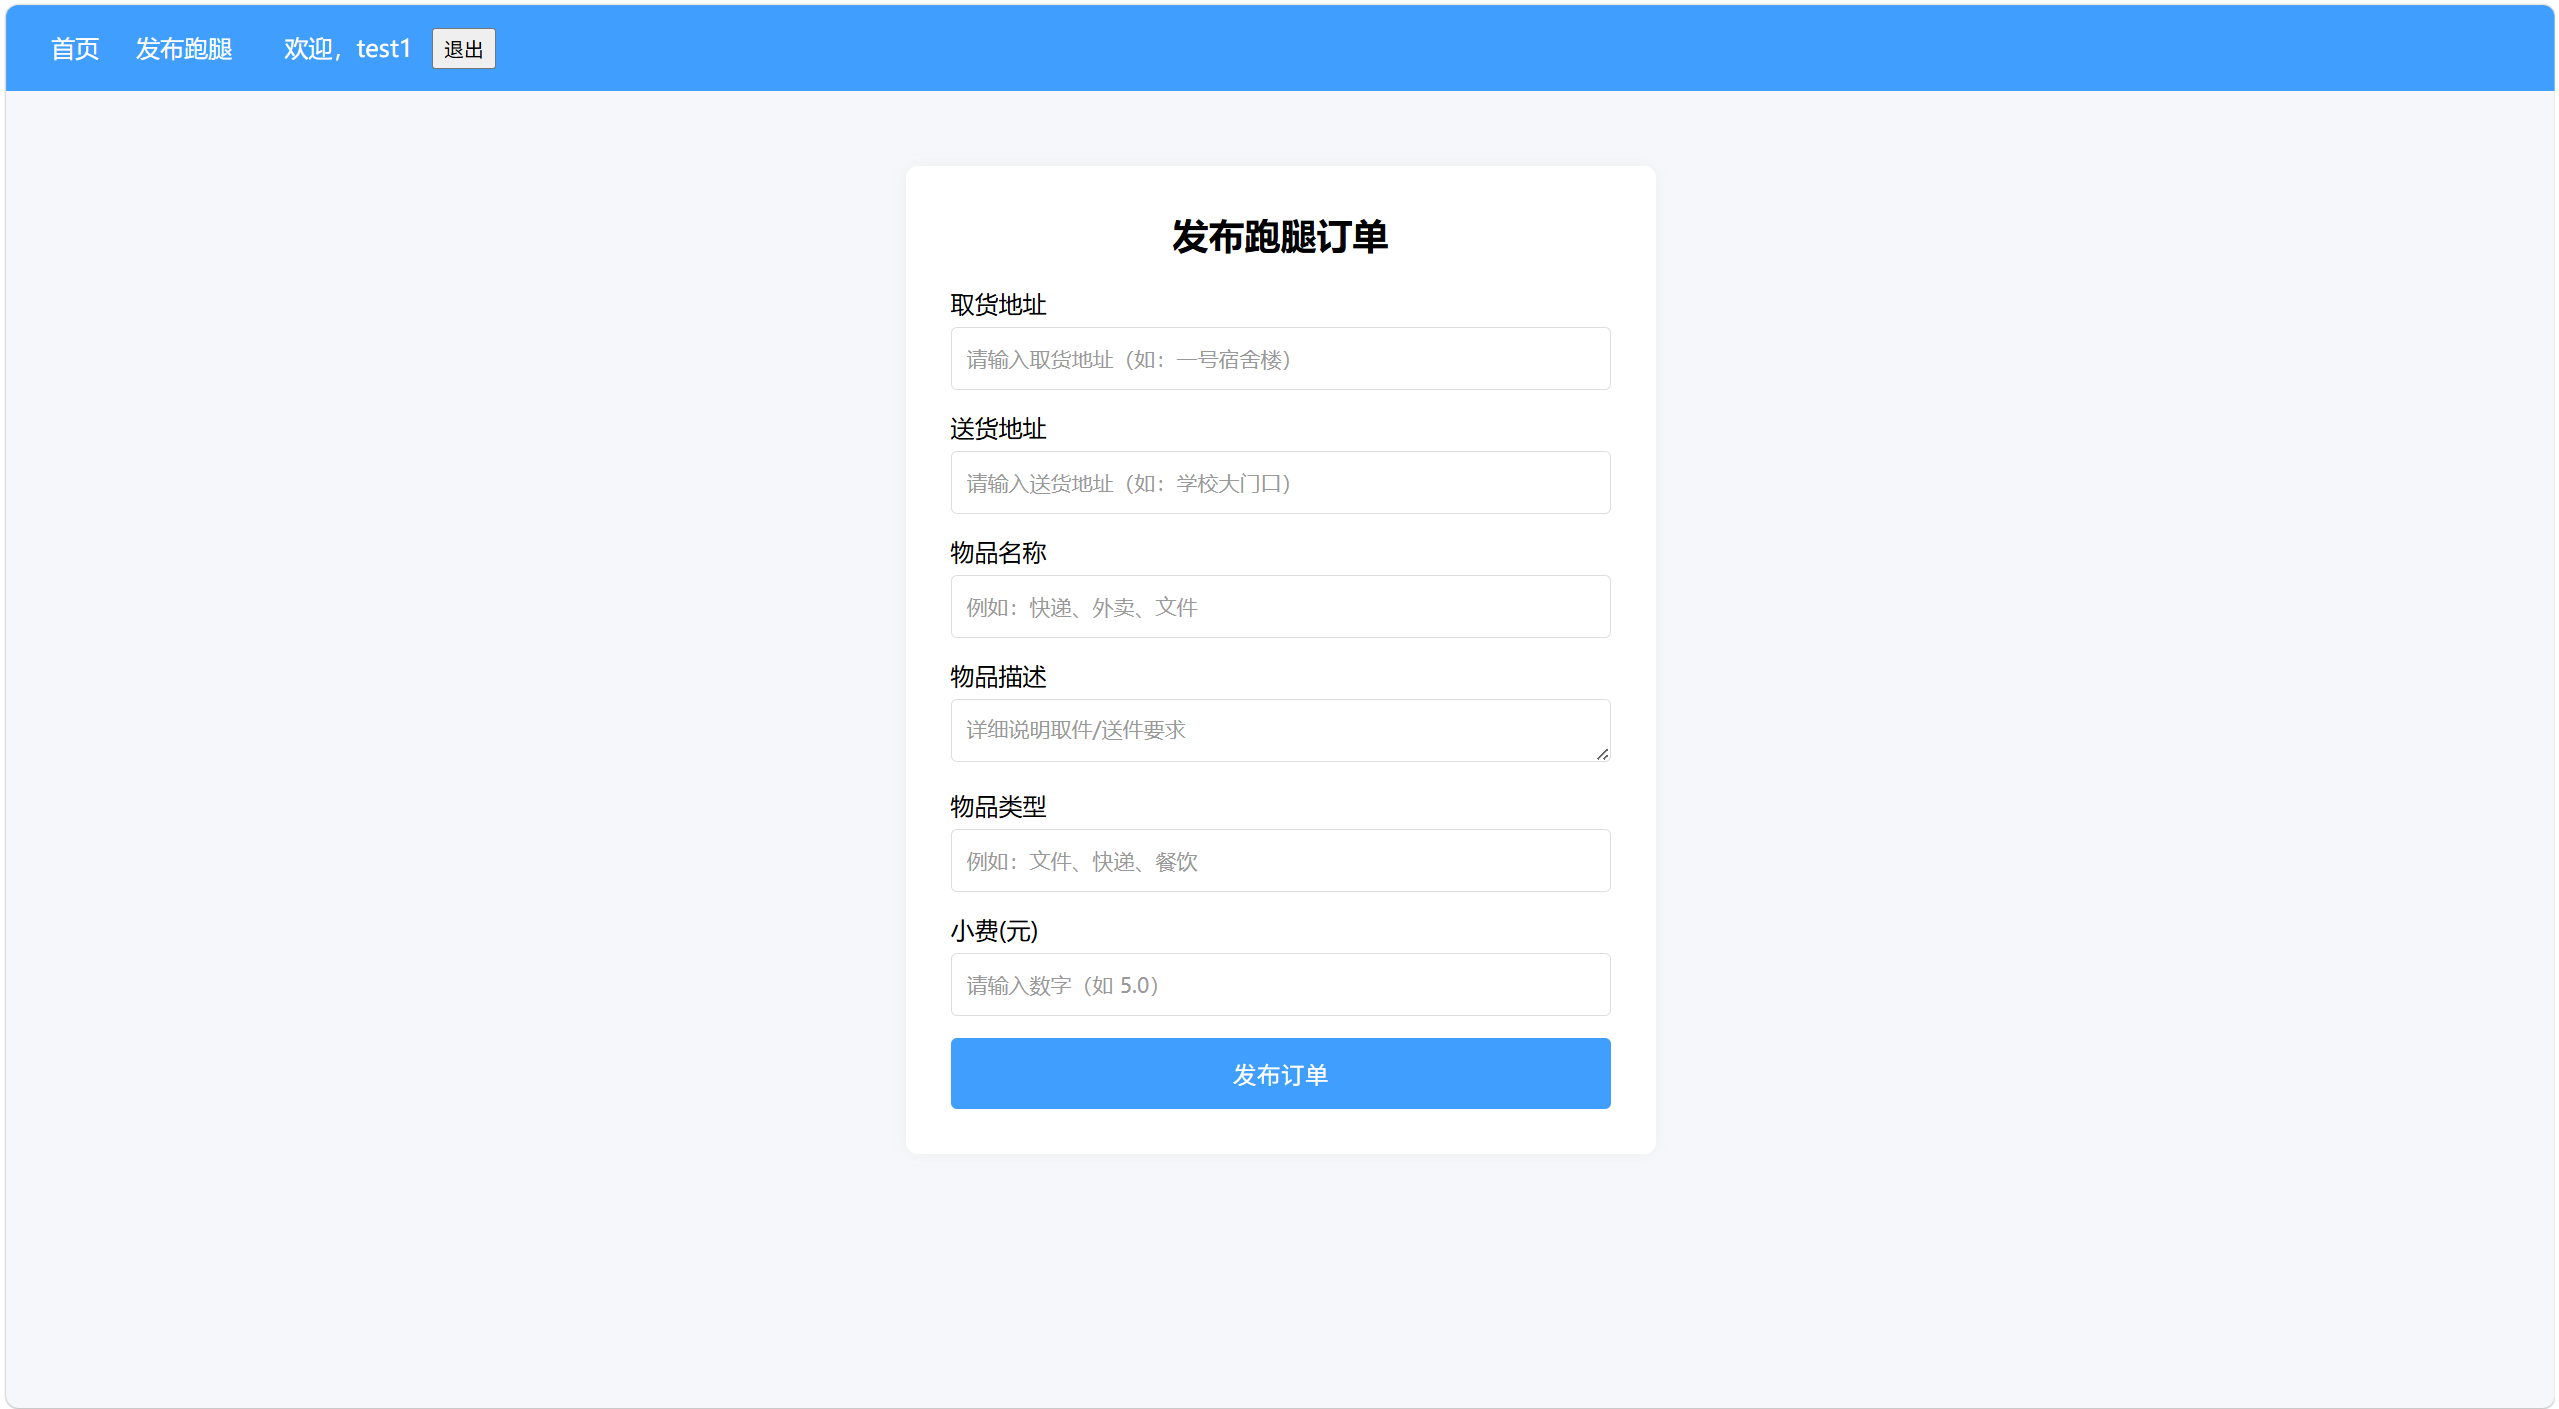 首页 发布跑腿 欢迎，test1 退出
发布跑腿订单
取货地址
请输入取货地址（如：一号宿舍楼）
送货地址
请输入送货地址（如：学校大门口）
物品名称
例如：快递、外卖、文件
物品描述
详细说明取件/送件要求
物品类型
例如：文件、快递、餐饮
小费(元)
请输入数字（如 5.0）
发布订单